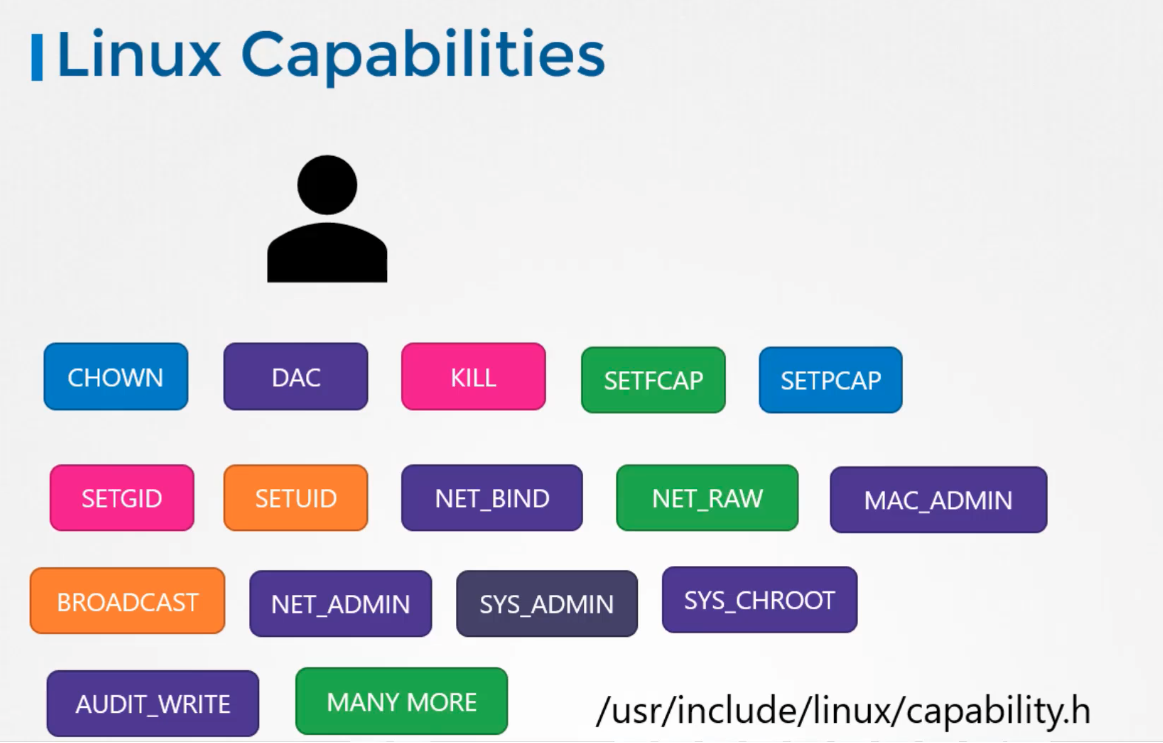 Linux Capabilities
CHOWN
DAC
KILL
SETFCAP
SETPCAP
SETGID
SETUID
NET_BIND
NET_RAW
MAC_ADMIN
BROADCAST
NET_ADMIN
SYS_ADMIN
SYS_CHROOT
AUDIT_WRITE
MANY MORE
/usr/include/linux/capability.h